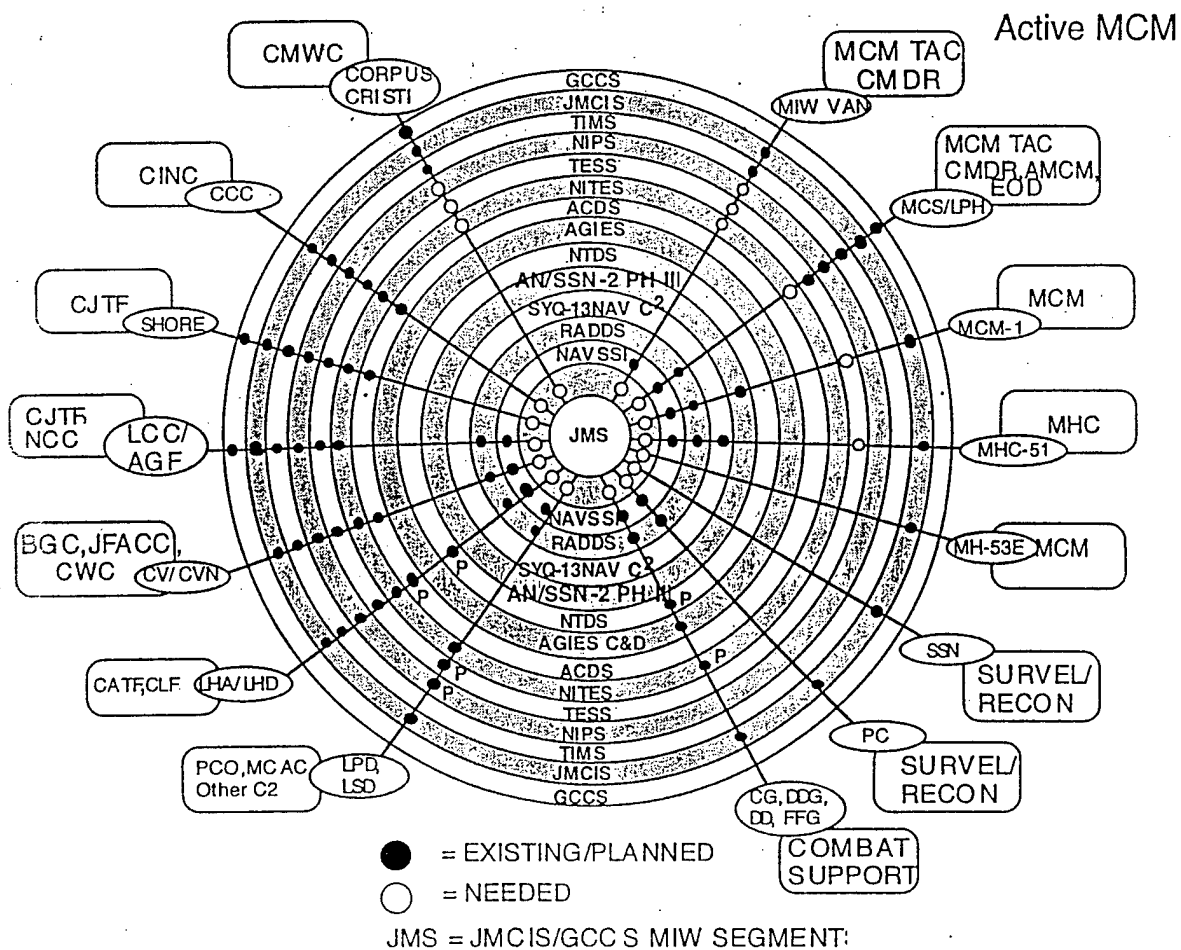 Active MCM
CMWC
CORPUS
CRISTI
MCM TAC
CMDR
MIW VAN
MCM TAC
CMDR, AMCM,
EOD
MCS/LPH
CINC
CCC
CJTF
SHORE
MCM
MCM-1
CJTF,
NCC
LCC/
AGF
MHC
MHC-51
BGC, JFACC,
CWC
CV/CVN
MH-53E
MCM
CATF, CLF
LHA/LHD
SSN
SURVEL/
RECON
PCO, MCAC
Other C2
LPD,
LSD
PC
SURVEL/
RECON
CG, DDG,
DD, FFG
COMBAT
SUPPORT
GCCS
JMCIS
TIMS
NIPS
TESS
NITES
ACDS
AGIES
NTDS
AN/SSN-2 PH III
SYQ-13NAV C2
RADDS
NAVSSI
JMS
NAVSSI
RADDS
SYQ-13NAV C2
AN/SSN-2 PH III
NTDS
AGIES C&D
ACDS
NITES
TESS
NIPS
TIMS
JMCIS
GCCS
P
P
P
P
P
P
= EXISTING/PLANNED
= NEEDED
JMS = JMCIS/GCCS MIW SEGMENT